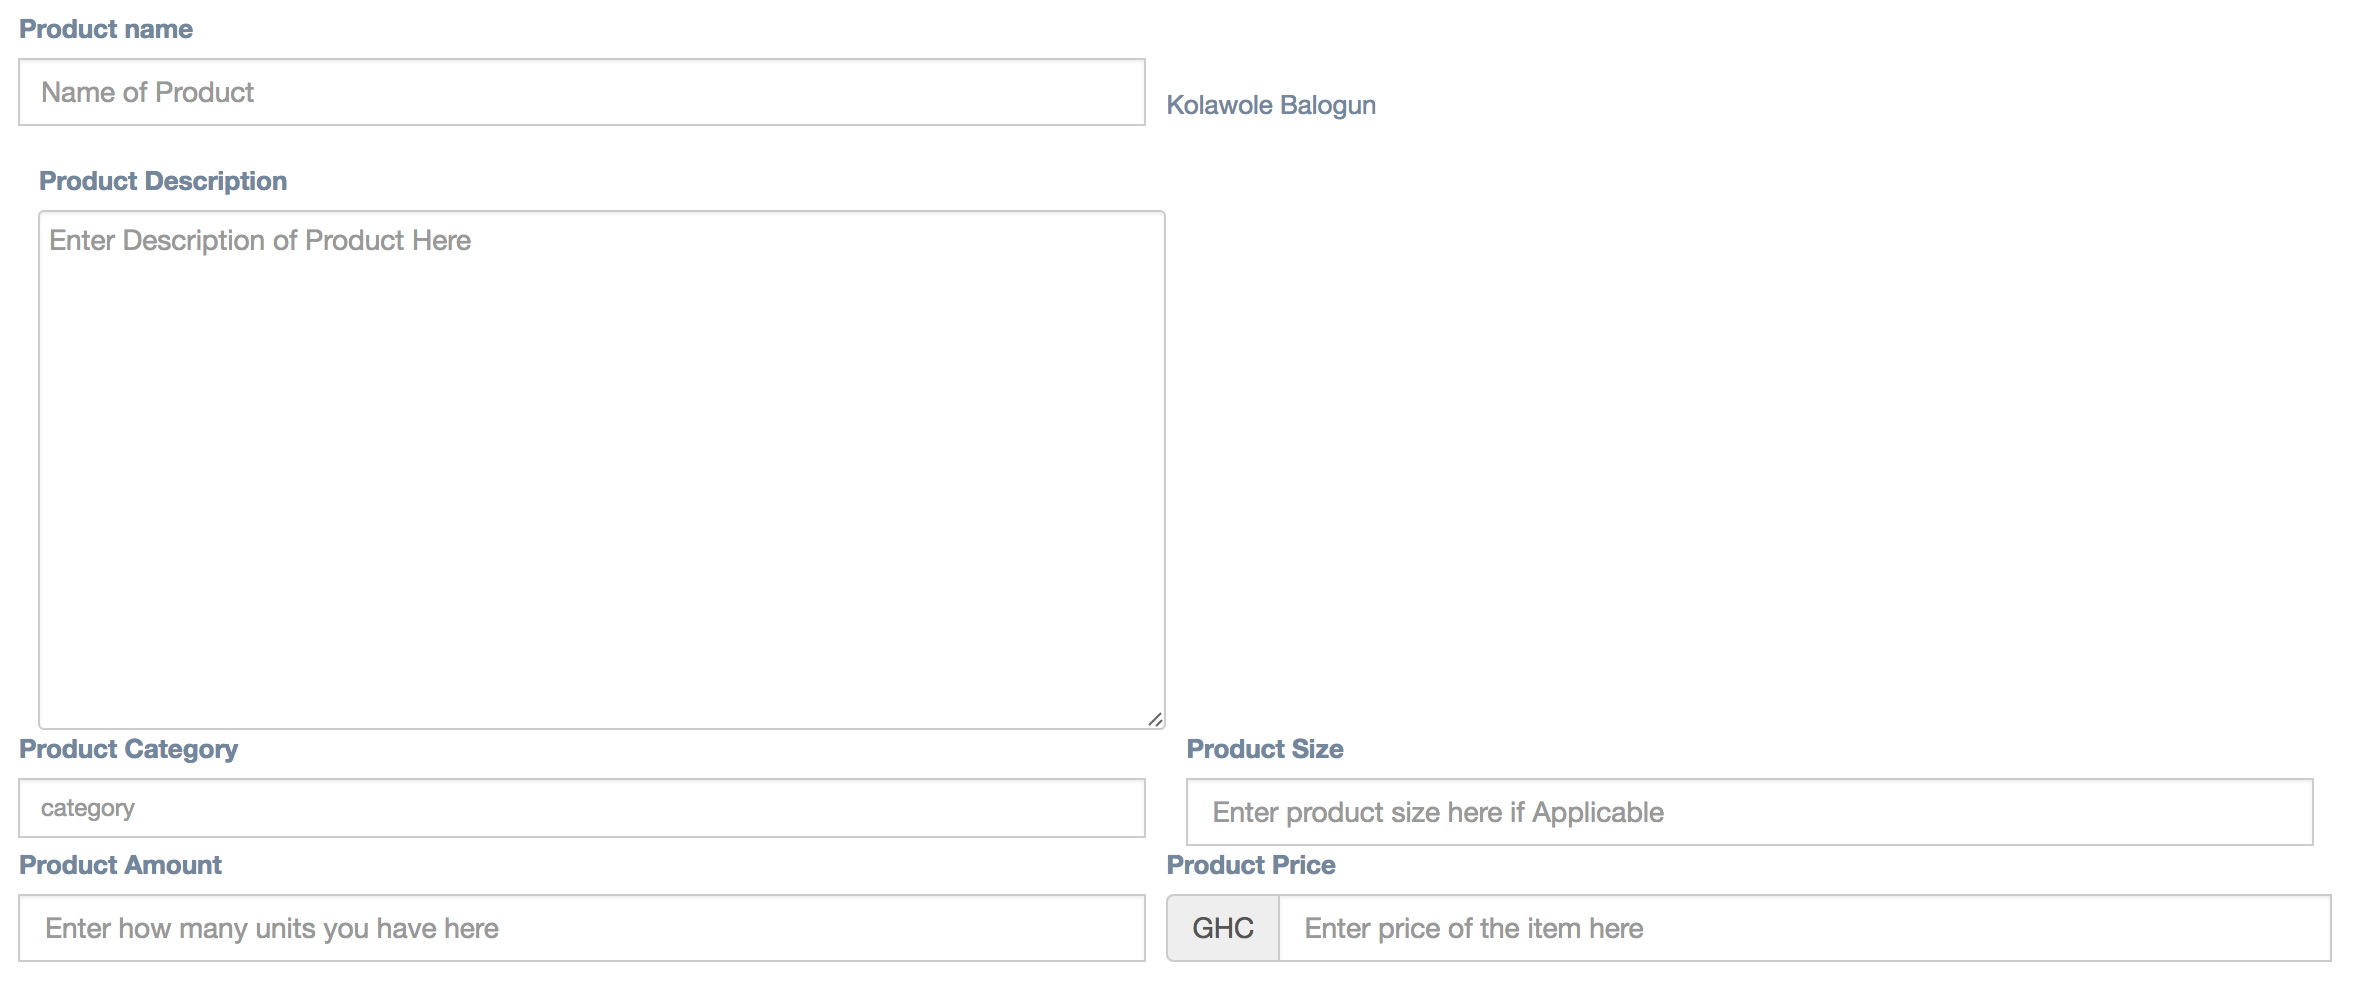 Product name
Name of Product
Kolawole Balogun
Product Description
Enter Description of Product Here
Product Category
Product Size
category
Enter product size here if Applicable
Product Amount
Product Price
Enter how many units you have here
GHC
Enter price of the item here